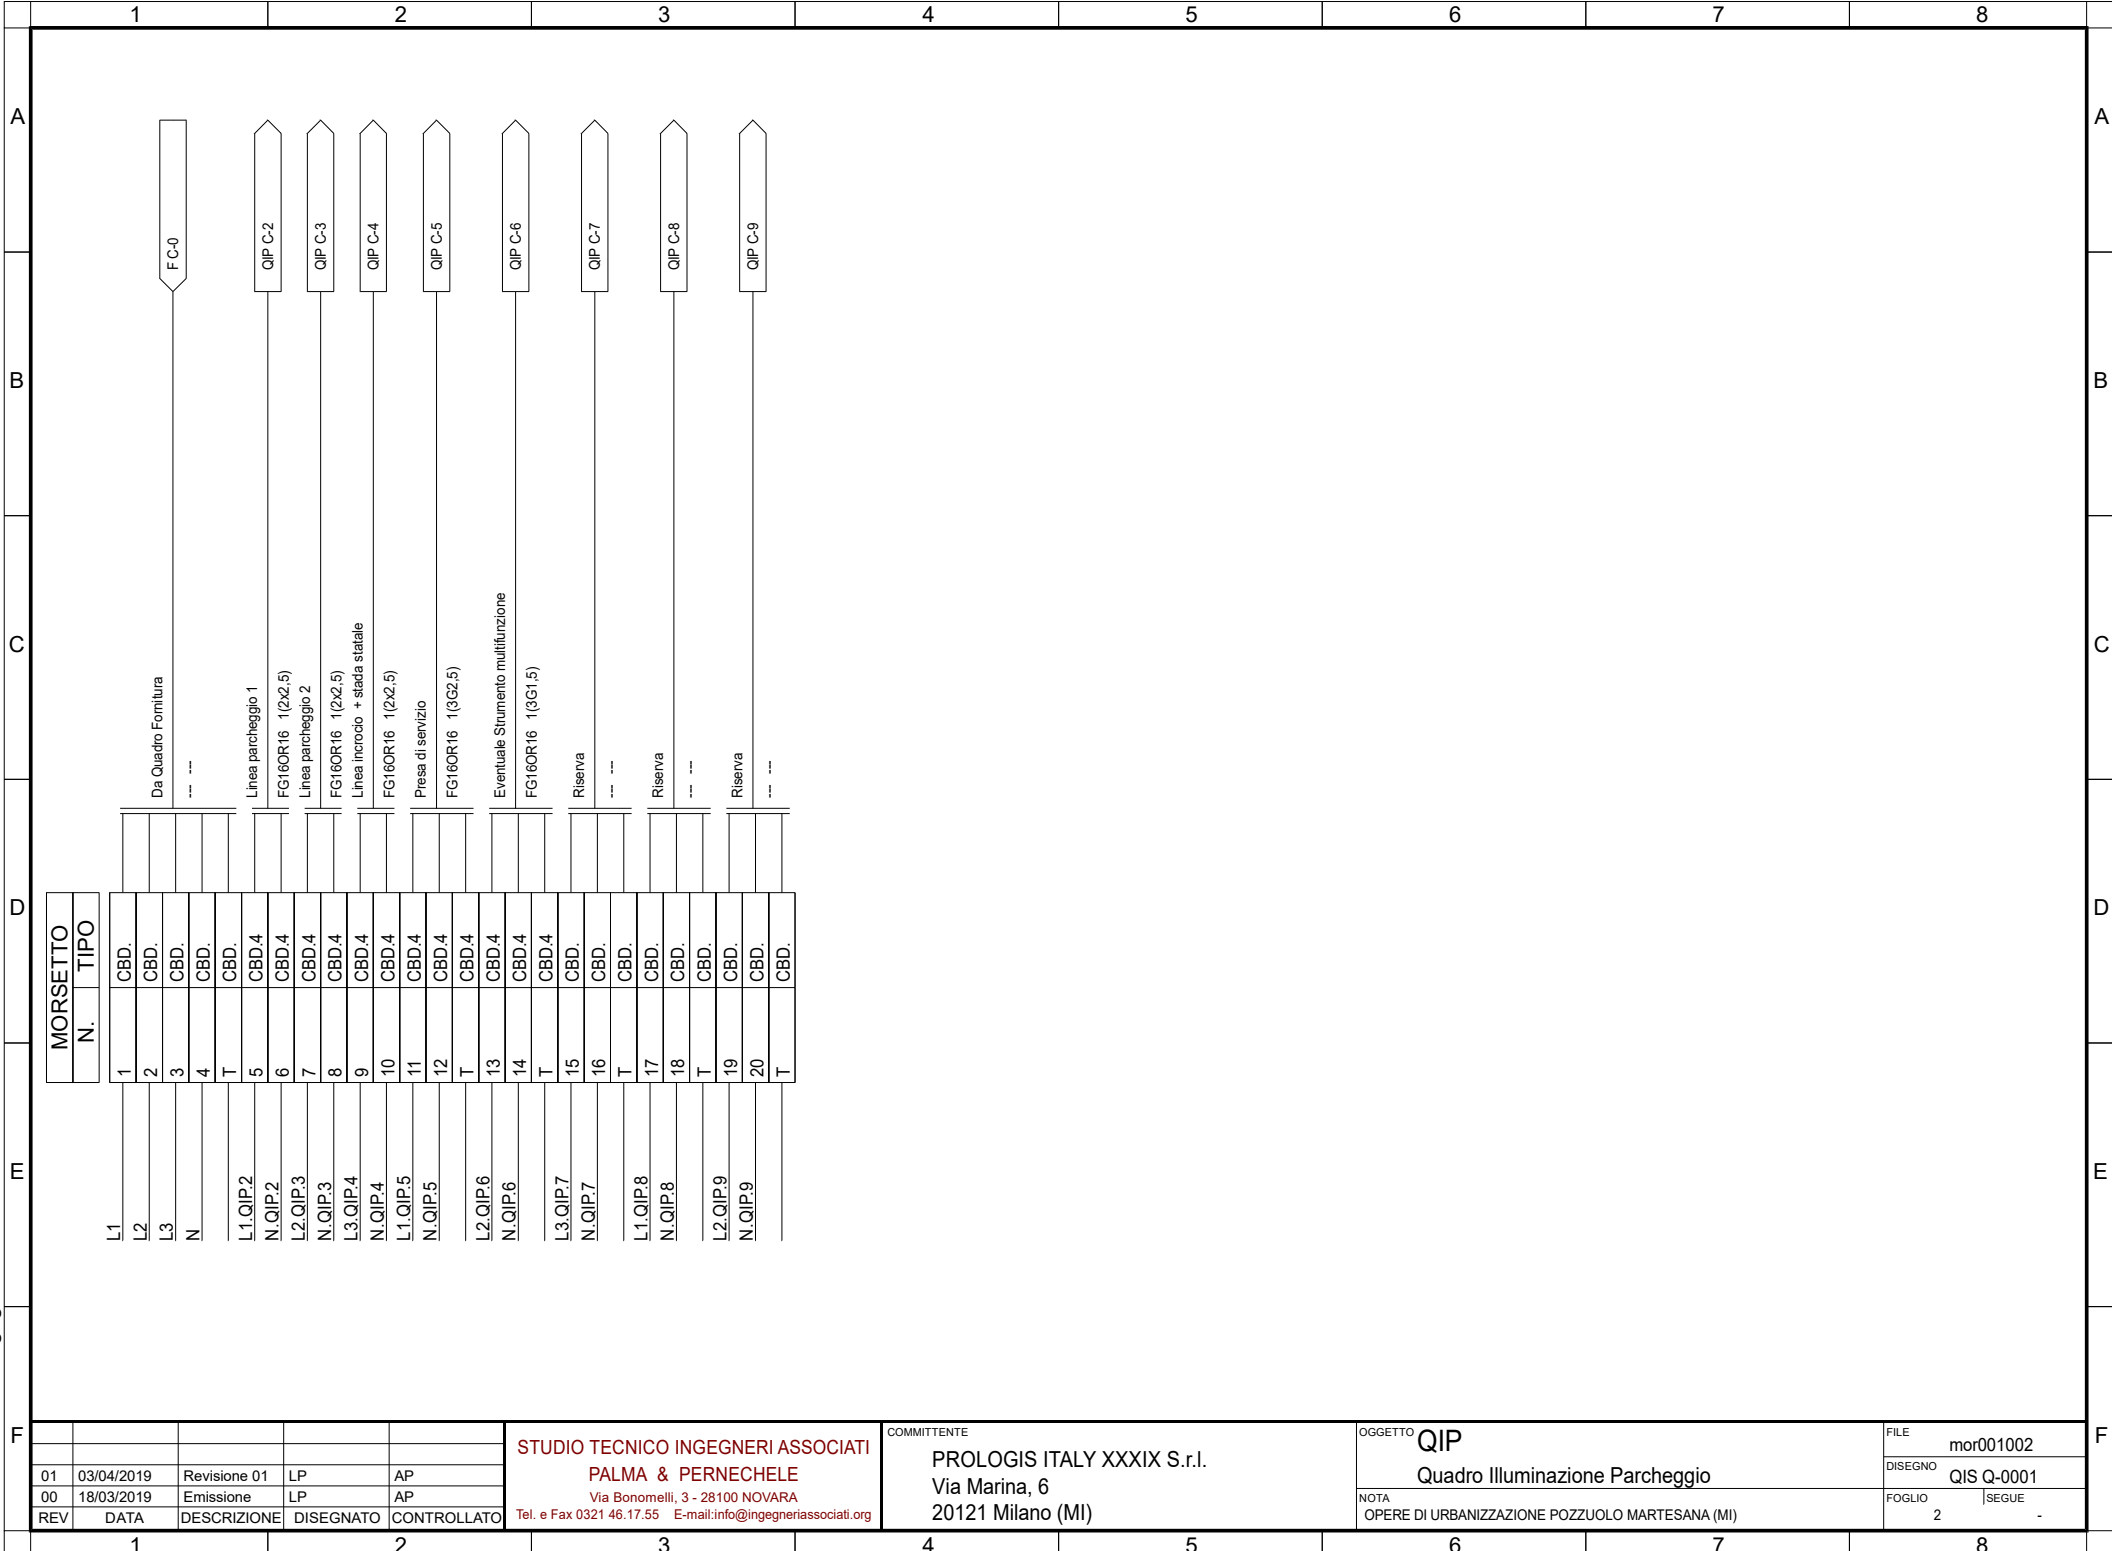 1 2 3 4 5 6 7 8
A A
B B
C C
D D
E E
F F
F C-0
QIP C-2
QIP C-3
QIP C-4
QIP C-5
QIP C-6
QIP C-7
QIP C-8
QIP C-9
Da Quadro Fornitura
--- ---
Linea parcheggio 1
FG16OR16 1(2x2,5)
Linea parcheggio 2
FG16OR16 1(2x2,5)
Linea incrocio + stada statale
FG16OR16 1(2x2,5)
Presa di servizio
FG16OR16 1(3G2,5)
Eventuale Strumento multifunzione
FG16OR16 1(3G1,5)
Riserva
--- ---
Riserva
--- ---
Riserva
--- ---
MORSETTO
N. TIPO
1 CBD.
2 CBD.
3 CBD.
4 CBD.
T CBD.
5 CBD.4
6 CBD.4
7 CBD.4
8 CBD.4
9 CBD.4
10 CBD.4
11 CBD.4
12 CBD.4
T CBD.4
13 CBD.4
14 CBD.4
T CBD.4
15 CBD.
16 CBD.
T CBD.
17 CBD.
18 CBD.
T CBD.
19 CBD.
20 CBD.
T CBD.
L1
L2
L3
N
L1.QIP.2
N.QIP.2
L2.QIP.3
N.QIP.3
L3.QIP.4
N.QIP.4
L1.QIP.5
N.QIP.5
L2.QIP.6
N.QIP.6
L3.QIP.7
N.QIP.7
L1.QIP.8
N.QIP.8
L2.QIP.9
N.QIP.9
01 03/04/2019 Revisione 01 LP AP
00 18/03/2019 Emissione LP AP
REV DATA DESCRIZIONE DISEGNATO CONTROLLATO
STUDIO TECNICO INGEGNERI ASSOCIATI
PALMA & PERNECHELE
Via Bonomelli, 3 - 28100 NOVARA
Tel. e Fax 0321 46.17.55 E-mail:info@ingegneriassociati.org
COMMITTENTE
PROLOGIS ITALY XXXIX S.r.l.
Via Marina, 6
20121 Milano (MI)
OGGETTO QIP
Quadro Illuminazione Parcheggio
NOTA
OPERE DI URBANIZZAZIONE POZZUOLO MARTESANA (MI)
FILE
mor001002
DISEGNO
QIS Q-0001
FOGLIO SEGUE
2 -
1 2 3 4 5 6 7 8